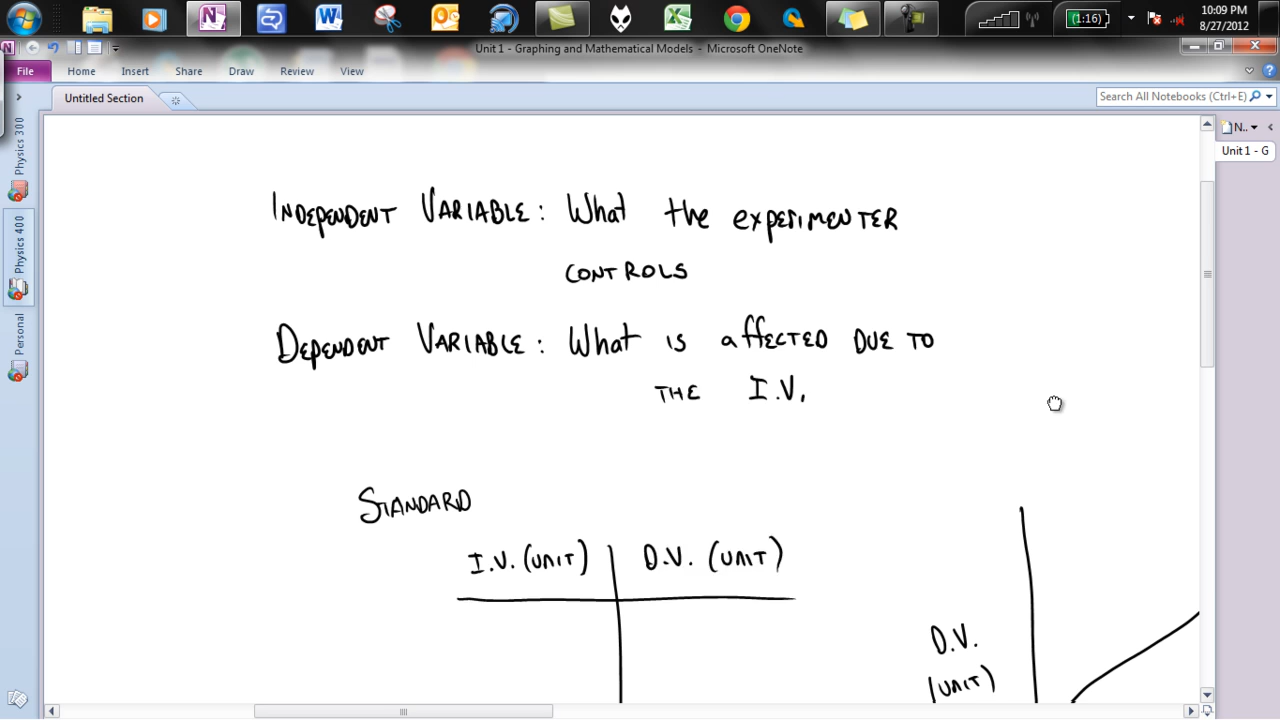 10:09 PM
(1:16)
8/27/2012
Unit 1 - Graphing and Mathematical Models - Microsoft OneNote
File Home Insert Share Draw Review View
Untitled Section
Search All Notebooks (Ctrl+E)
N..
Unit 1 - G
Physics 300
Physics 400
Personal
INDEPENDENT VARIABLE: What the experIMENTER
CONTROLS
DEPENDENT VARIABLE: What is affECTED DUE TO
THE I.V.
STANDARD
I.V. (UNIT) D.V. (UNIT)
D.V.
(UNIT)